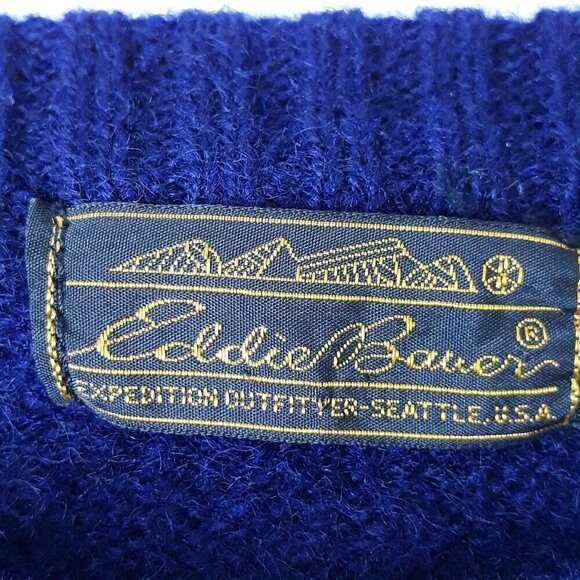 Eddie Bauer ®
EXPEDITION OUTFITTER-SEATTLE, U.S.A.